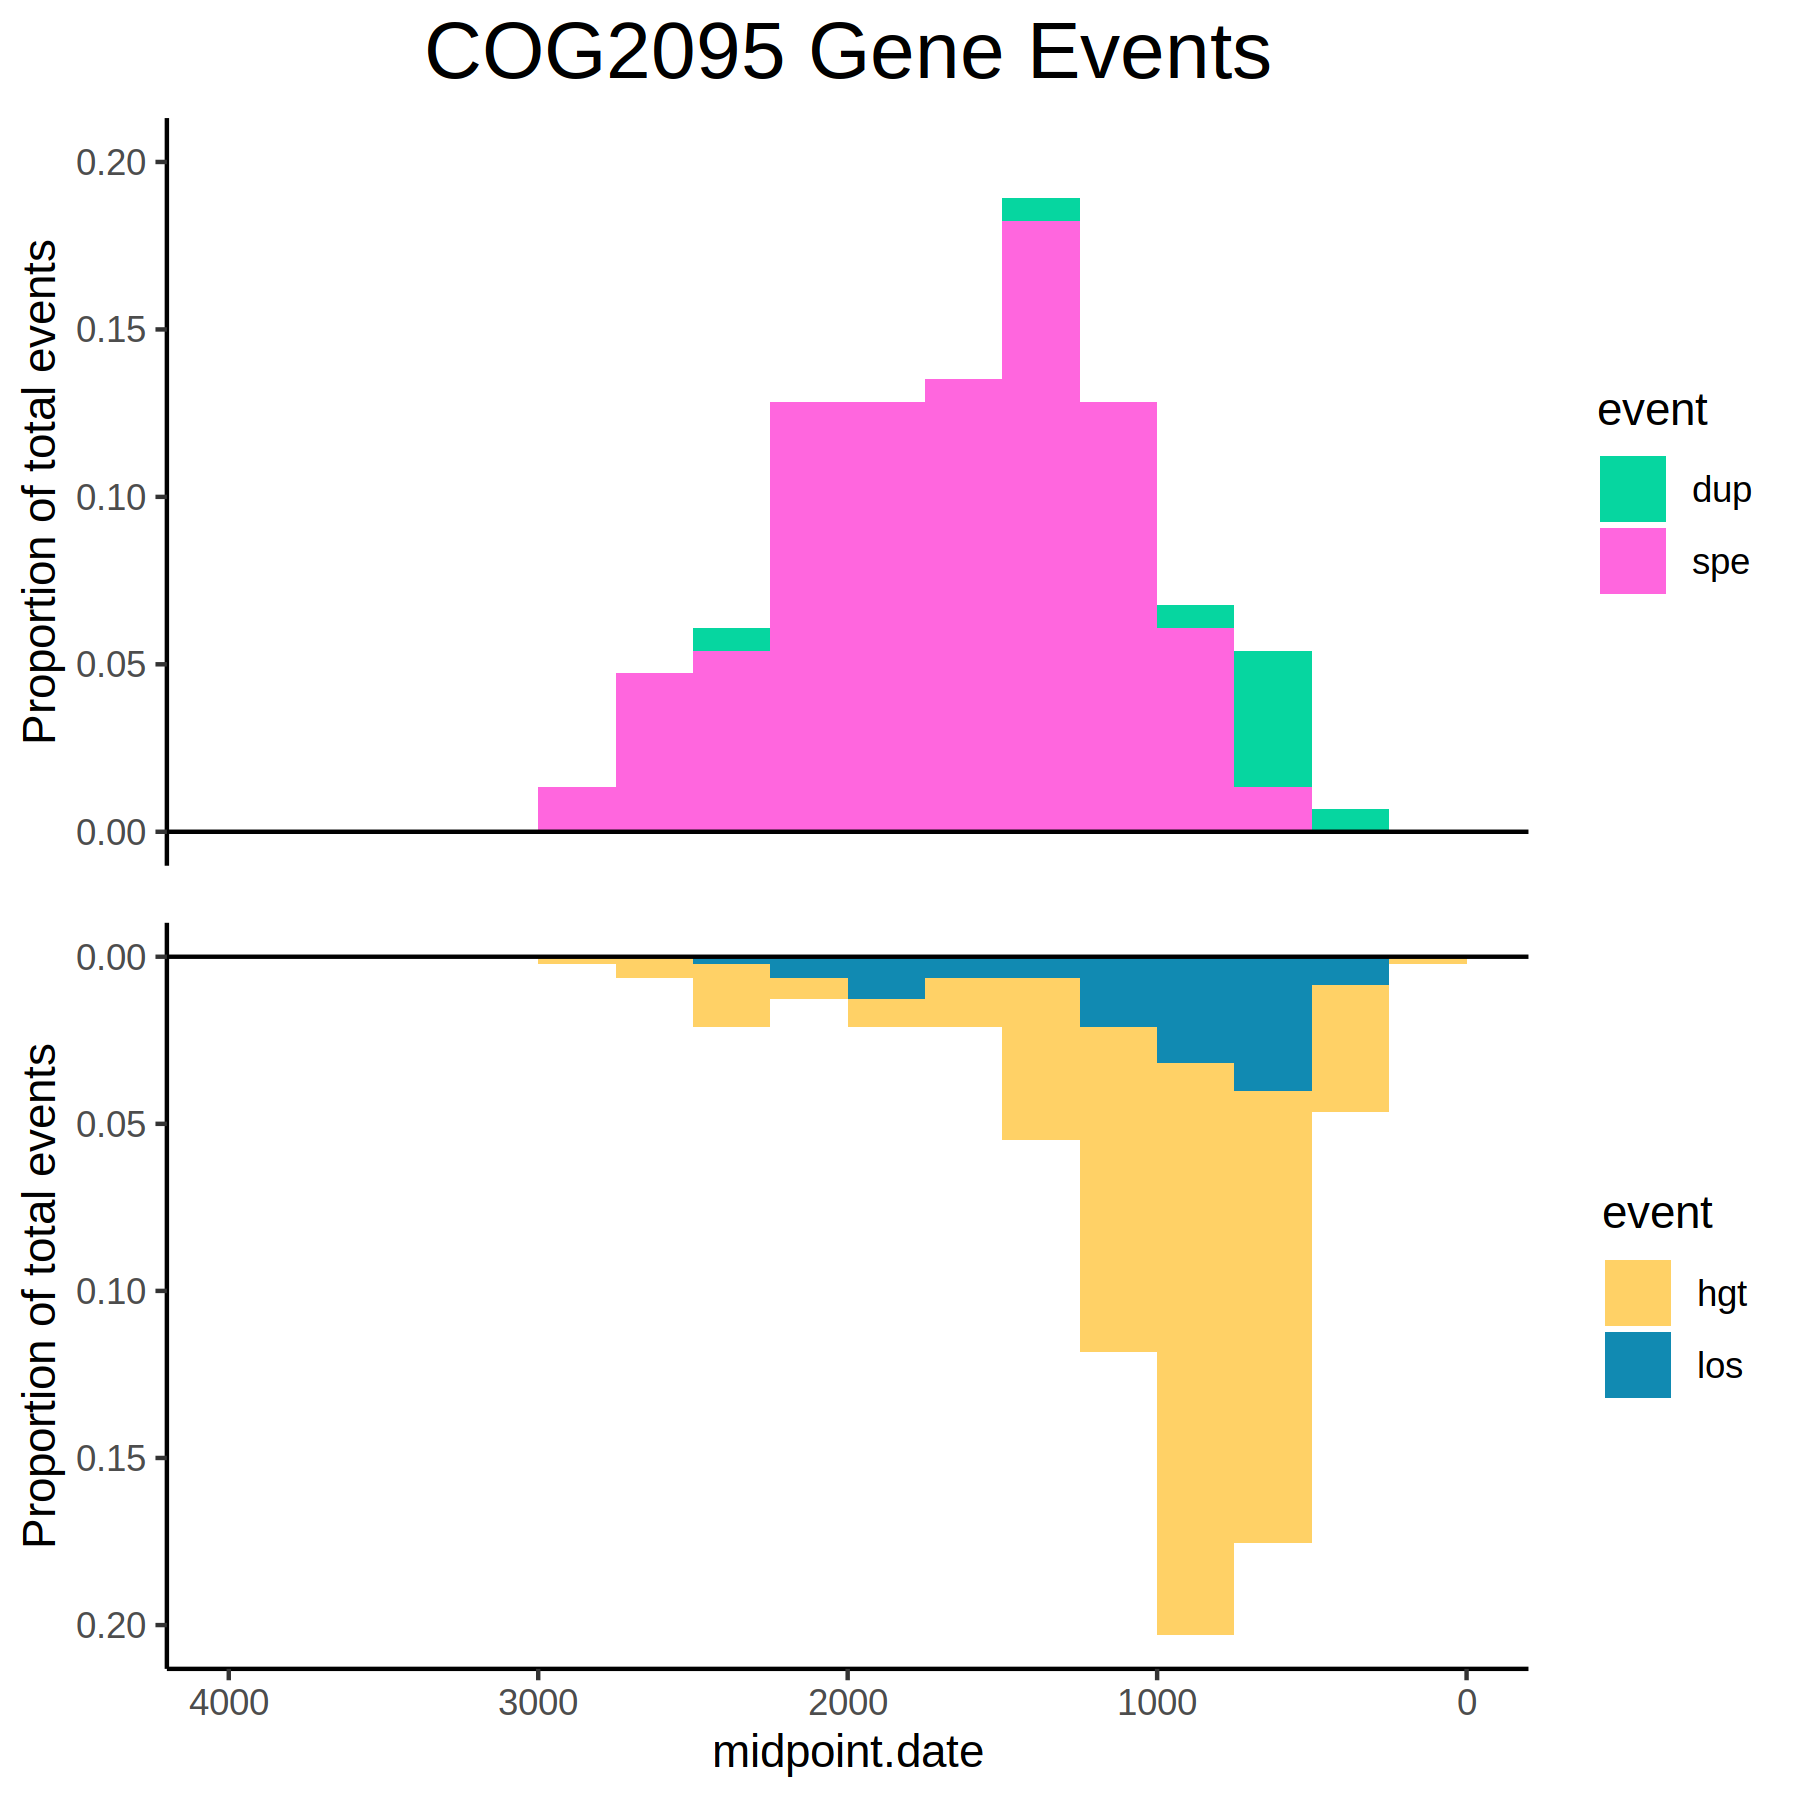 COG2095 Gene Events
Proportion of total events
0.20
0.15
0.10
0.05
0.00
event
dup
spe
Proportion of total events
0.00
0.05
0.10
0.15
0.20
event
hgt
los
4000 3000 2000 1000 0
midpoint.date